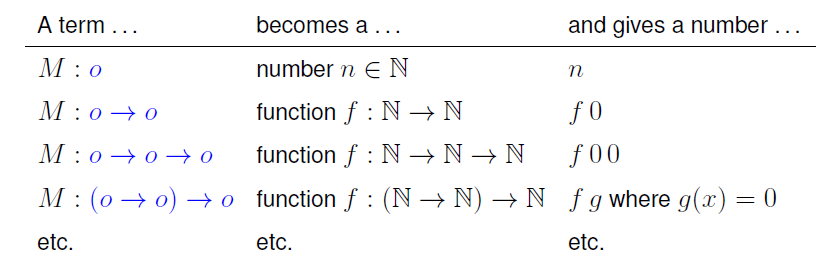 A term ... becomes a ... and gives a number ...
M : o number n ∈ ℕ n
M : o → o function f : ℕ → ℕ f 0
M : o → o → o function f : ℕ → ℕ → ℕ f 0 0
M : (o → o) → o function f : (ℕ → ℕ) → ℕ f g where g(x) = 0
etc. etc. etc.